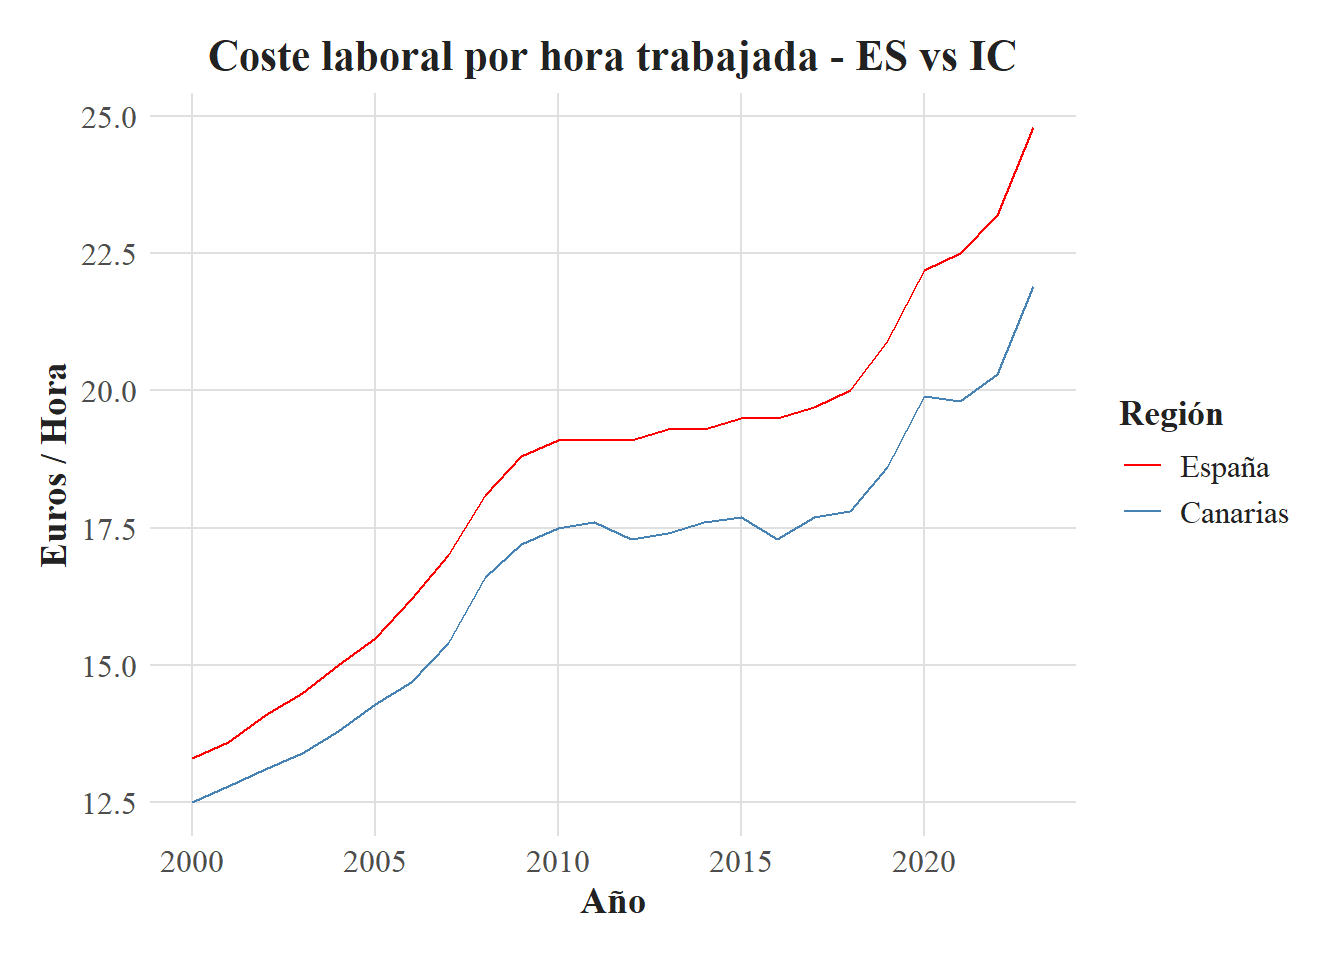 Coste laboral por hora trabajada - ES vs IC
25.0
22.5
20.0
17.5
15.0
12.5
Euros / Hora
2000 2005 2010 2015 2020
Año
Región
España
Canarias